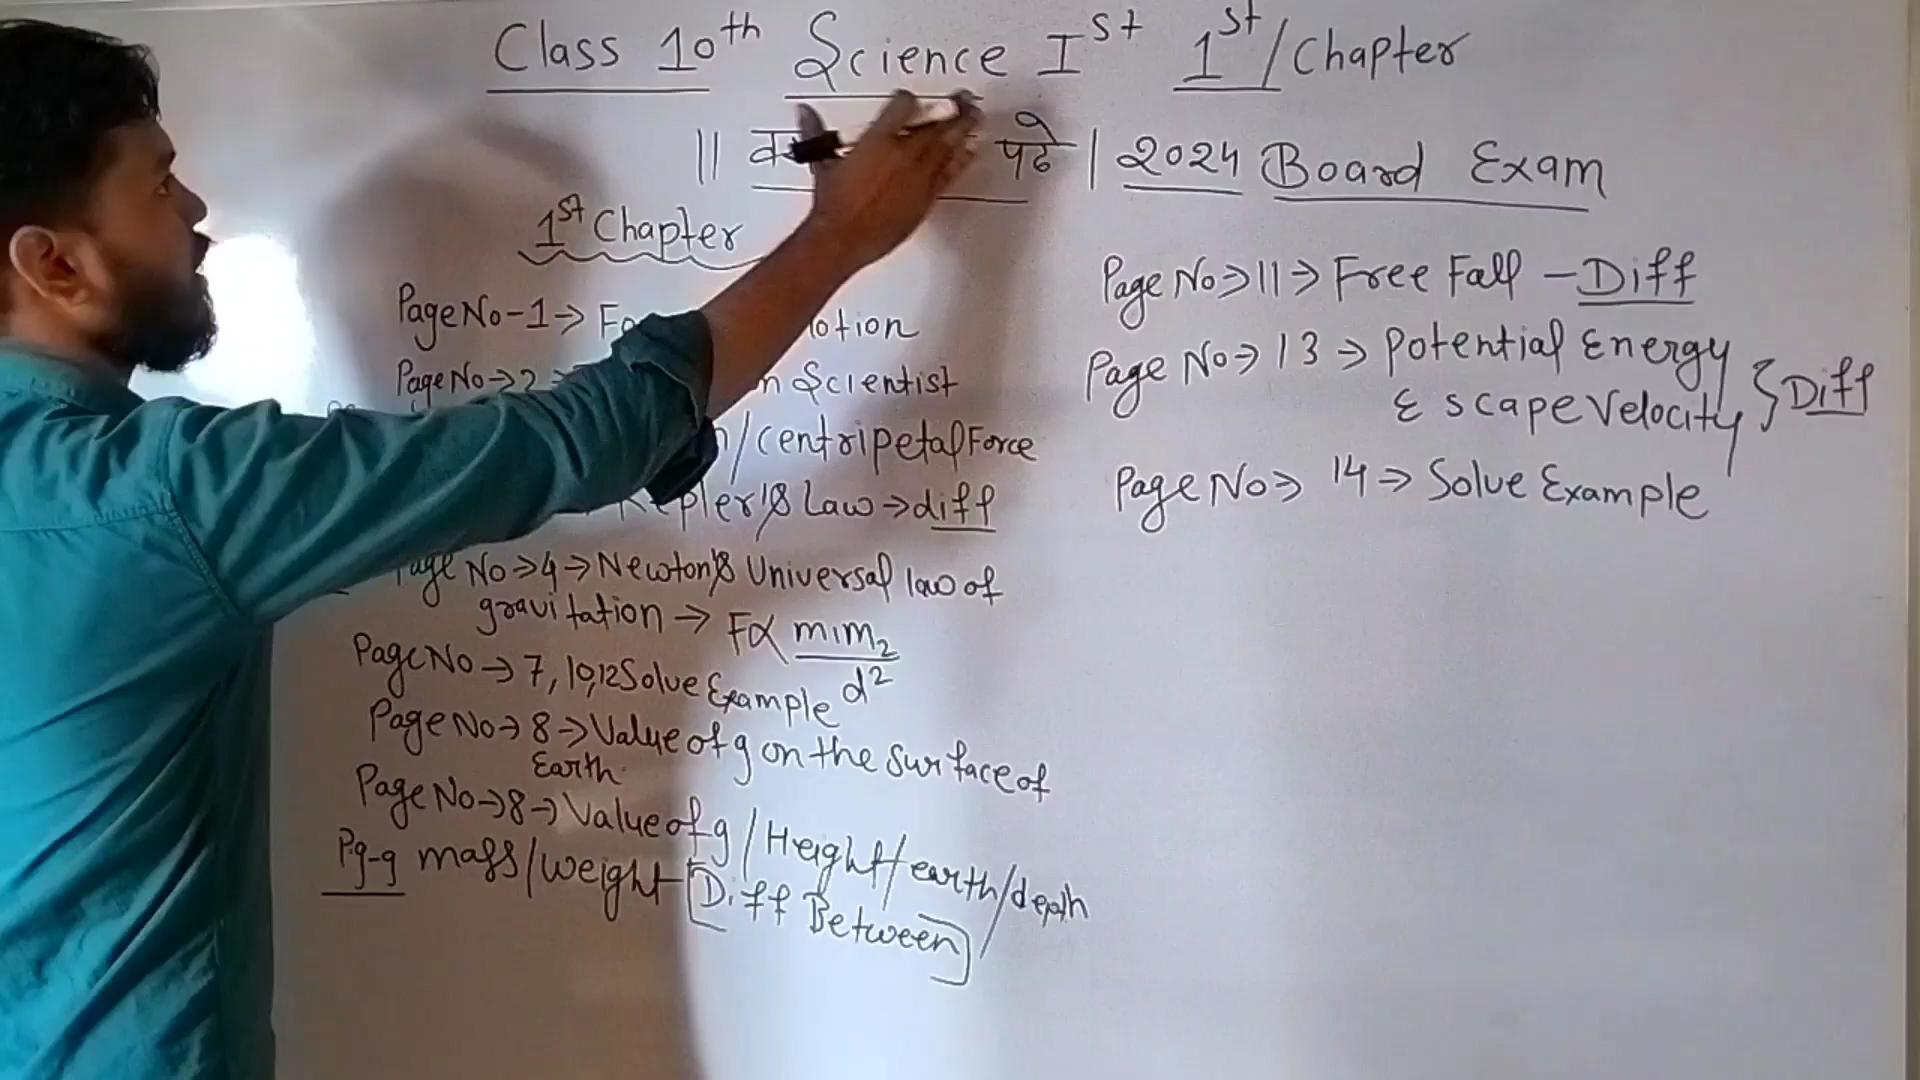 Class 10th Science Ist 1st/Chapter
|| पढे | 2024 Board Exam
1st Chapter
Page No-1→ otion
Page No→2 Scientist
/centripetal Force
Kepler's Law→diff
Page No→4→Newton's Universal law of
gravitation → F∝ m1m2/d²
Page No→7,10,12 Solve Example
Page No→8→Value of g on the surface of
Earth.
Page No→8→Value of g/Height/earth/depth
Pg-9 mass/weight-[Diff Between]
Page No→11→Free Fall -Diff
Page No→13→Potential Energy
Escape Velocity } Diff
Page No→14→Solve Example